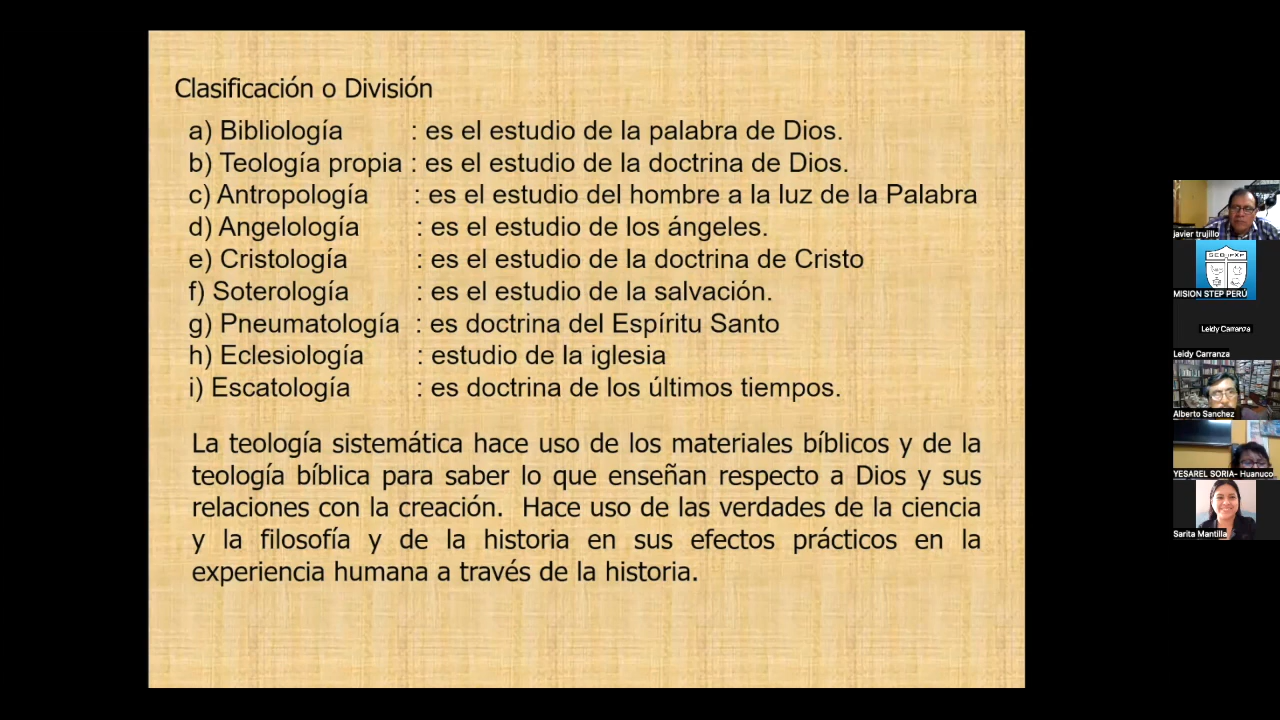 Clasificación o División
a) Bibliología : es el estudio de la palabra de Dios.
b) Teología propia : es el estudio de la doctrina de Dios.
c) Antropología : es el estudio del hombre a la luz de la Palabra
d) Angelología : es el estudio de los ángeles.
e) Cristología : es el estudio de la doctrina de Cristo
f) Soterología : es el estudio de la salvación.
g) Pneumatología : es doctrina del Espíritu Santo
h) Eclesiología : estudio de la iglesia
i) Escatología : es doctrina de los últimos tiempos.
La teología sistemática hace uso de los materiales bíblicos y de la
teología bíblica para saber lo que enseñan respecto a Dios y sus
relaciones con la creación. Hace uso de las verdades de la ciencia
y la filosofía y de la historia en sus efectos prácticos en la
experiencia humana a través de la historia.
javier trujillo
MISION STEP PERÚ
Leidy Carranza
Leidy Carranza
Alberto Sanchez
YESAREL SORIA- Huanuco
Sarita Mantilla